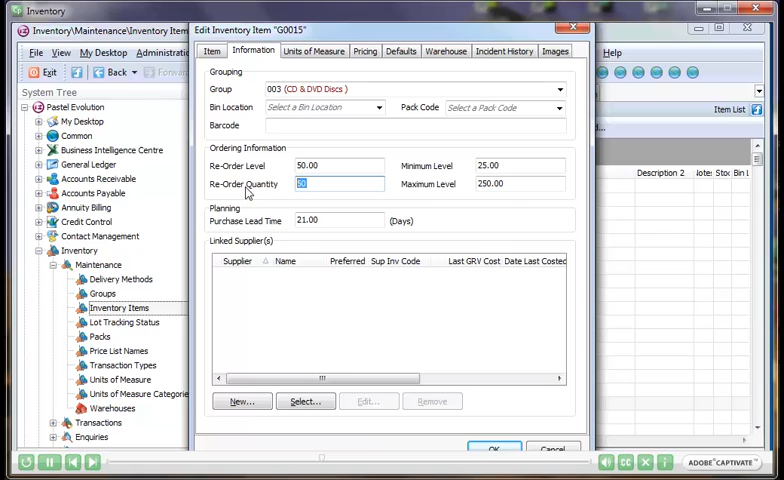 Inventory
Inventory\Maintenance\Inventory Item
Edit Inventory Item "G0015"
File View My Desktop Administra
Help
Item Information Units of Measure Pricing Defaults Warehouse Incident History Images
Exit Back Forward
System Tree
Item List
Pastel Evolution
My Desktop
Common
Business Intelligence Centre
General Ledger
Accounts Receivable
Accounts Payable
Annuity Billing
Credit Control
Contact Management
Inventory
Maintenance
Delivery Methods
Groups
Inventory Items
Lot Tracking Status
Packs
Price List Names
Transaction Types
Units of Measure
Units of Measure Categorie
Warehouses
Transactions
Enquiries
Grouping
Group 003 (CD & DVD Discs )
Bin Location Select a Bin Location Pack Code Select a Pack Code
Barcode
Ordering Information
Re-Order Level 50.00 Minimum Level 25.00
Re-Order Quantity 50 Maximum Level 250.00
Planning
Purchase Lead Time 21.00 (Days)
Linked Supplier(s)
Supplier Name Preferred Sup Inv Code Last GRV Cost Date Last Costed
New... Select... Edit... Remove
OK Cancel
Description 2
CC
ADOBE® CAPTIVATE™